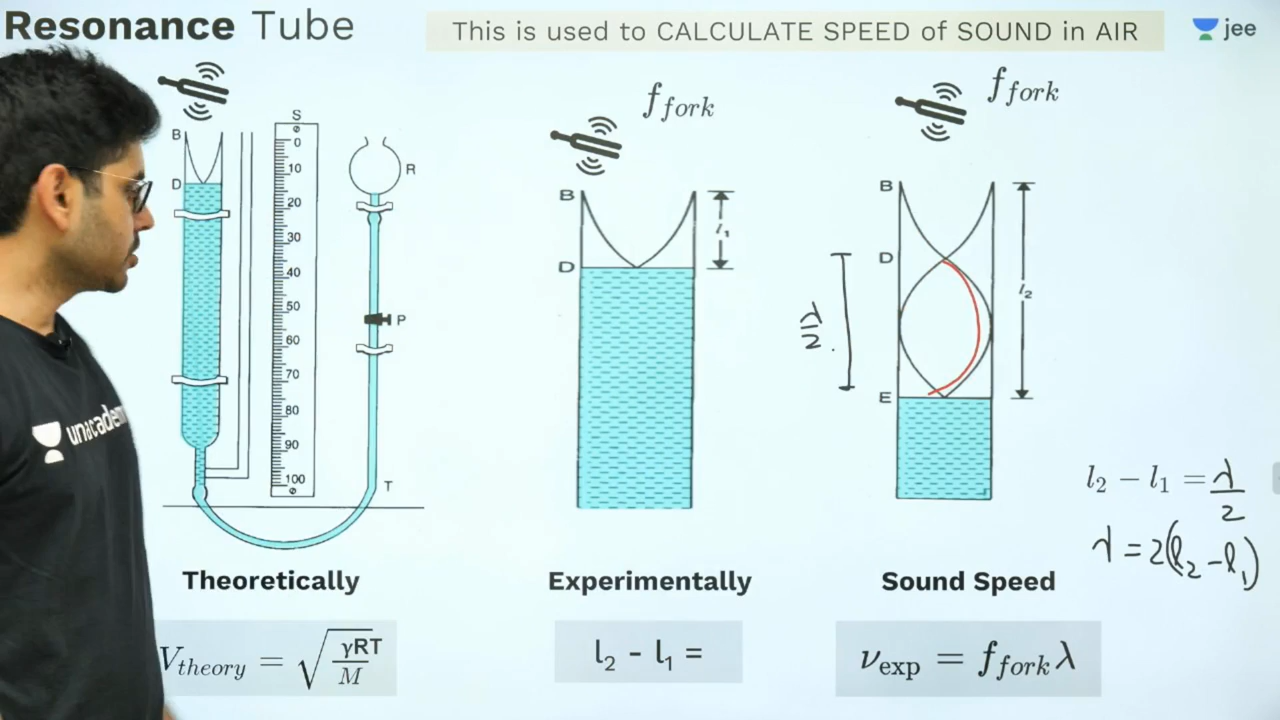 Resonance Tube
This is used to CALCULATE SPEED of SOUND in AIR
jee
B
D
S
0
10
20
30
40
50
60
70
80
90
100
R
P
T
f_fork
B
D
l₁
f_fork
B
D
E
l₂
λ/2
l₂ − l₁ = λ/2
λ = 2(l₂ − l₁)
unacadem
Theoretically
V_theory = √(γRT/M)
Experimentally
l₂ - l₁ =
Sound Speed
ν_exp = f_fork λ